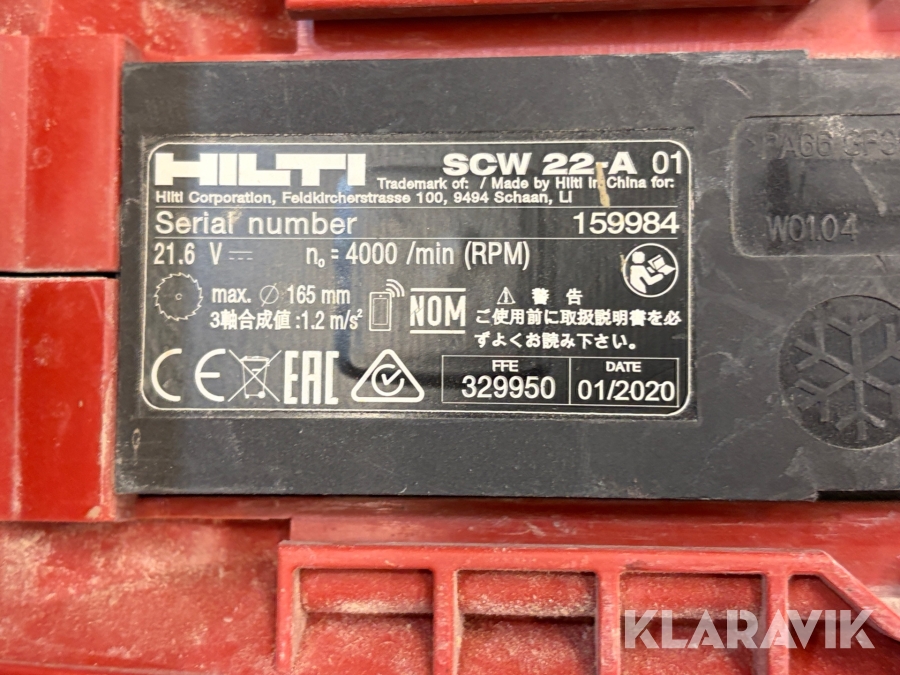 HILTI SCW 22-A 01
Trademark of: / Made by Hilti in China for:
Hilti Corporation, Feldkircherstrasse 100, 9494 Schaan, LI
Serial number 159984
21.6 V n₀ = 4000 /min (RPM)
max. ∅ 165 mm
3軸合成値:1.2 m/s²
NOM
⚠ 警告
ご使用前に取扱説明書を必
ずよくお読み下さい。
CE EAC
FFE
329950
DATE
01/2020
PA66
W01.04
KLARAVIK